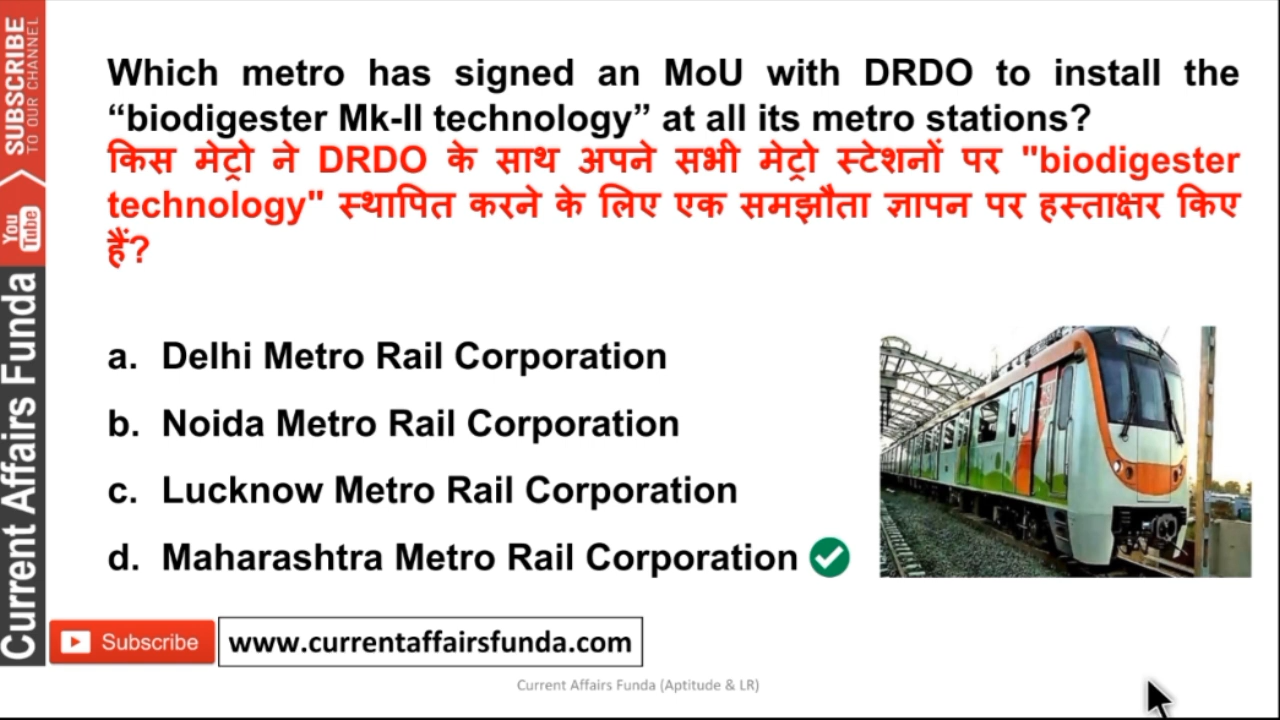 Which metro has signed an MoU with DRDO to install the
“biodigester Mk-II technology” at all its metro stations?
किस मेट्रो ने DRDO के साथ अपने सभी मेट्रो स्टेशनों पर "biodigester
technology" स्थापित करने के लिए एक समझौता ज्ञापन पर हस्ताक्षर किए
हैं?
a. Delhi Metro Rail Corporation
b. Noida Metro Rail Corporation
c. Lucknow Metro Rail Corporation
d. Maharashtra Metro Rail Corporation
SUBSCRIBE
TO OUR CHANNEL
You
Tube
Current Affairs Funda
Subscribe
www.currentaffairsfunda.com
Current Affairs Funda (Aptitude & LR)